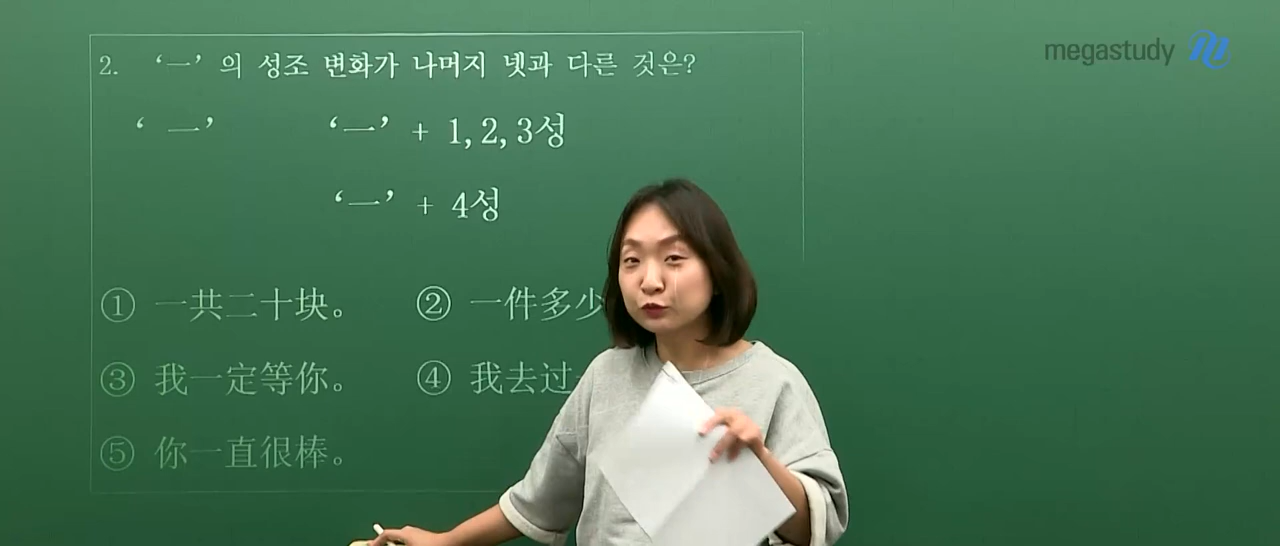 megastudy
2. ‘一’의 성조 변화가 나머지 넷과 다른 것은?
‘一’ ‘一’ + 1, 2, 3성
‘一’ + 4성
① 一共二十块。 ② 一件多少
③ 我一定等你。 ④ 我去过
⑤ 你一直很棒。